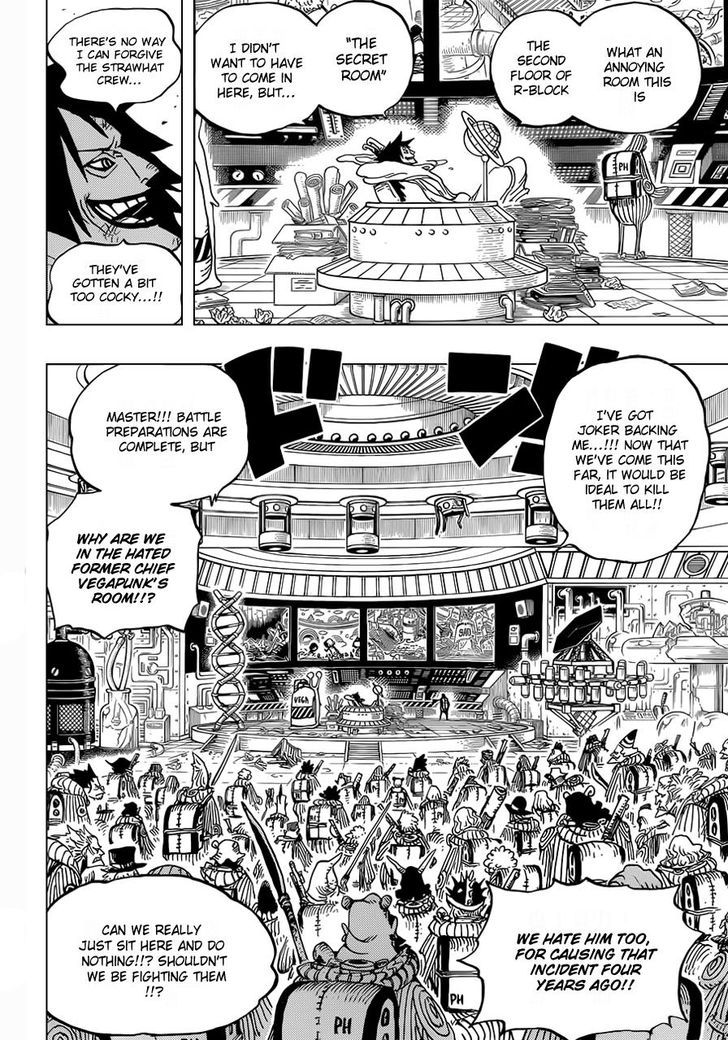 WHAT AN
ANNOYING
ROOM THIS
IS
THE
SECOND
FLOOR OF
R-BLOCK
"THE
SECRET
ROOM"
I DIDN'T
WANT TO HAVE
TO COME IN
HERE, BUT...
PH
THERE'S NO WAY
I CAN FORGIVE
THE STRAWHAT
CREW...
THEY'VE
GOTTEN A BIT
TOO COCKY...!!
I'VE GOT
JOKER BACKING
ME...!!! NOW THAT
WE'VE COME THIS
FAR, IT WOULD BE
IDEAL TO KILL
THEM ALL!!
ドン
MASTER!!! BATTLE
PREPARATIONS ARE
COMPLETE, BUT
WHY ARE WE
IN THE HATED
FORMER CHIEF
VEGAPUNK'S
ROOM!!?
SAD
VEGA
WE HATE HIM TOO,
FOR CAUSING THAT
INCIDENT FOUR
YEARS AGO!!
CAN WE REALLY
JUST SIT HERE AND DO
NOTHING!!? SHOULDN'T
WE BE FIGHTING THEM
!!?
PH
PH